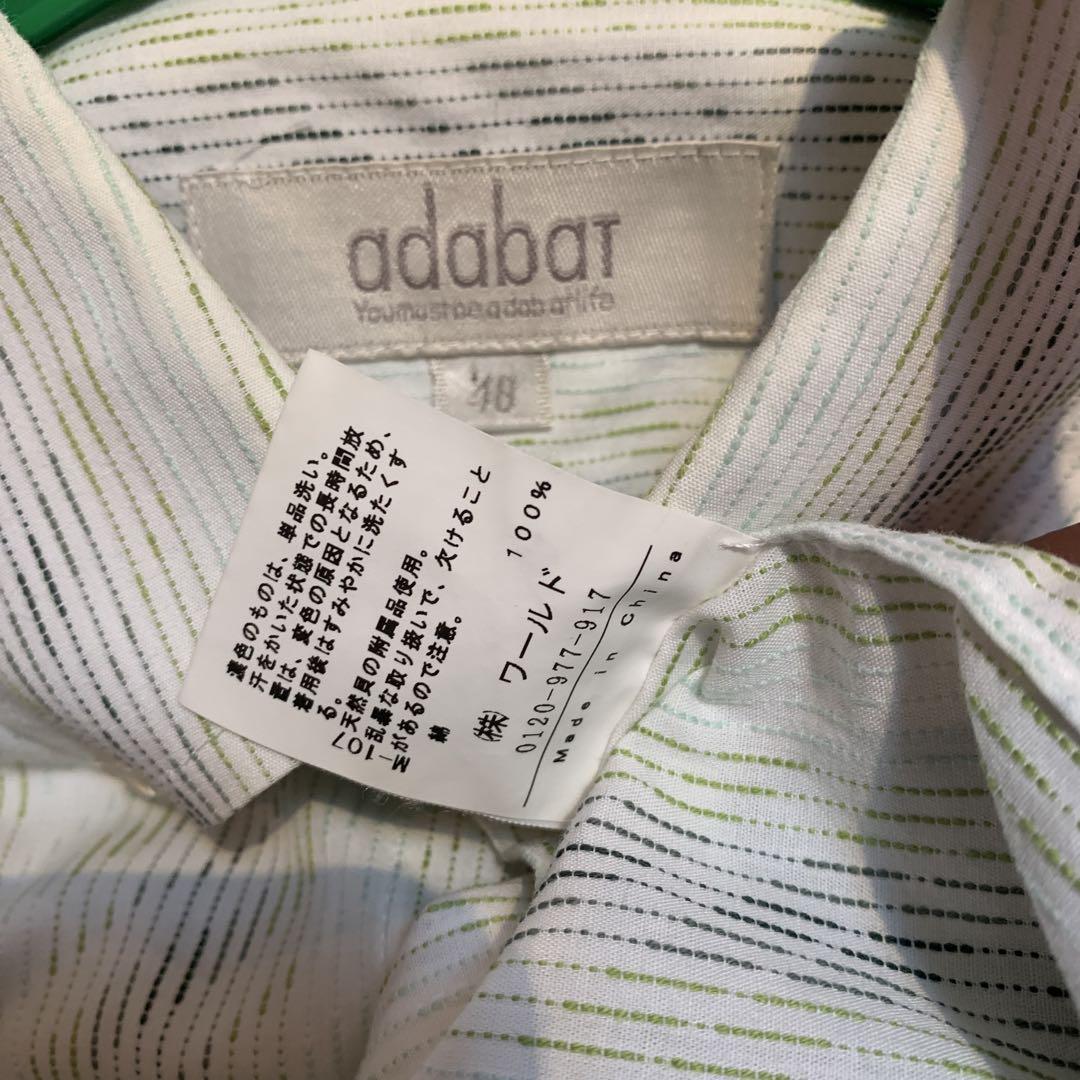 adabat
You must be a dab at life
48
濃色のものは、単品洗い。
汗をかいた状態での長時間放
置は、変色の原因となるため、
着用後はすみやかに洗たくす
る。
07天然貝の附属品使用。
-1乱暴な取り扱いで、欠けること
Mがあるので注意。
綿 100%
(株) ワールド
0120-977-917
Made in China